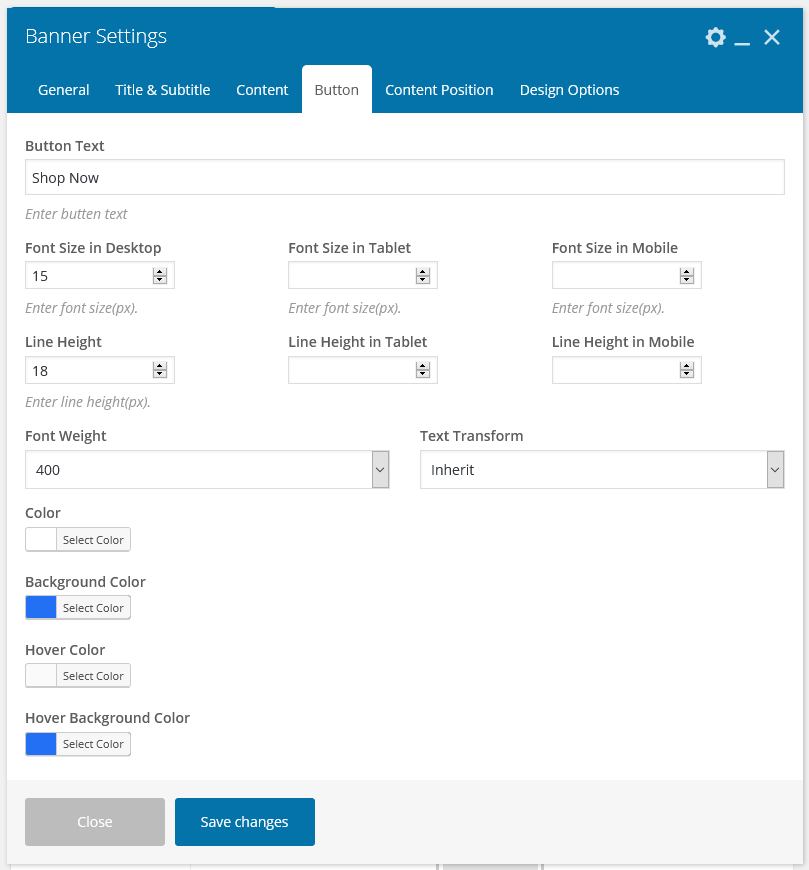 Banner Settings
General Title & Subtitle Content Button Content Position Design Options
Button Text
Shop Now
Enter button text
Font Size in Desktop Font Size in Tablet Font Size in Mobile
15
Enter font size(px). Enter font size(px). Enter font size(px).
Line Height Line Height in Tablet Line Height in Mobile
18
Enter line height(px).
Font Weight Text Transform
400 Inherit
Color
Select Color
Background Color
Select Color
Hover Color
Select Color
Hover Background Color
Select Color
Close Save changes